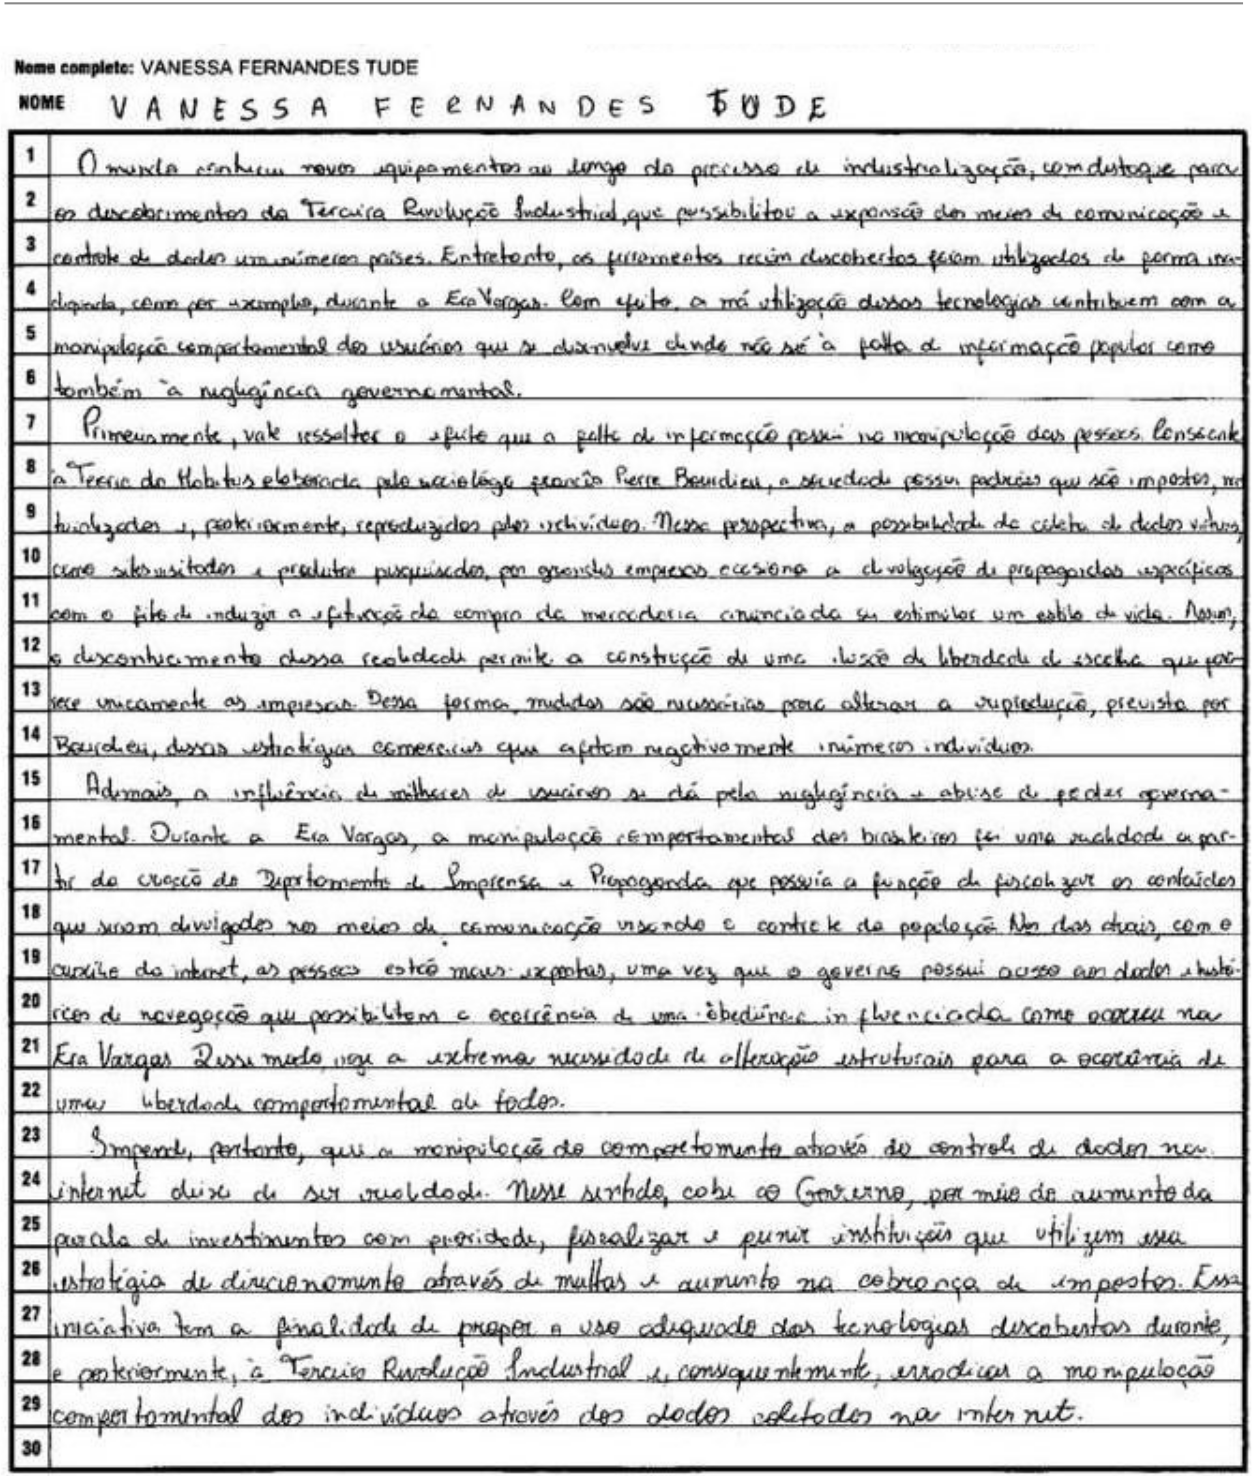 Nome completo: VANESSA FERNANDES TUDE
NOME VANESSA FERNANDES TUDE
1 O mundo conheceu novos equipamentos ao longo do processo de industrialização, com destaque para
2 os descobrimentos da Terceira Revolução Industrial, que possibilitou a expansão dos meios de comunicação e
3 controle de dados em inúmeros países. Entretanto, as ferramentas recém descobertas foram utilizadas de forma ina-
4 dequada, como por exemplo, durante a Era Vargas. Com efeito, a má utilização dessas tecnologias contribuem com a
5 manipulação comportamental dos usuários que se desenvolve devido não só à falta de informação popular como
6 também à negligência governamental.
7 Primeiramente, vale ressaltar o efeito que a falta de informação possui na manipulação das pessoas. Consoante
8 à Teoria do Habitus elaborada pelo sociológo francês Pierre Bourdieu, a sociedade possui padrões que são impostos, na
9 turalizados e, posteriormente, reproduzidos pelos indivíduos. Nessa perspectiva, a possibilidade da coleta de dados virtuais,
10 como sites visitados e produtos pesquisados, por grandes empresas ocasiona a divulgação de propagandas específicas
11 com o fito de induzir a efetivação da compra da mercadoria anunciada ou estimular um estilo de vida. Assim,
12 o desconhecimento dessa realidade permite a construção de uma ilusão de liberdade de escolha que favo-
13 rece unicamente as empresas. Dessa forma, medidas são necessárias para alterar a reprodução, prevista por
14 Bourdieu, dessas estratégias comerciais que afetam negativamente inúmeros indivíduos.
15 Ademais, a influência de milhares de usuários se dá pela negligência e abuso de poder governa-
16 mental. Durante a Era Vargas, a manipulação comportamental dos brasileiros foi uma realidade a par-
17 tir da criação do Departamento de Imprensa e Propaganda que possuia a função de fiscalizar os conteúdos
18 que seriam divulgados nos meios de comunicação visando o controle da população. Nos dias atuais, com o
19 auxílio da internet, as pessoas estão mais expostas, uma vez que o governo possui acesso aos dados e histó-
20 ricos de navegação que possibilitam a ocorrência de uma obediência influenciada como ocorreu na
21 Era Vargas. Desse modo, urge a extrema necessidade de alterações estruturais para a ocorrência de
22 uma liberdade comportamental de todos.
23 Impende, portanto, que a manipulação do comportamento através do controle de dados na
24 internet deixe de ser realidade. Nesse sentido, cabe ao Governo, por meio do aumento da
25 parcela de investimentos com prioridade, fiscalizar e punir instituições que utilizem essa
26 estratégia de direcionamento através de multas e aumento na cobrança de impostos. Essa
27 iniciativa tem a finalidade de propor o uso adequado das tecnologias descobertas durante,
28 e posteriormente, à Terceira Revolução Industrial e, consequentemente, erradicar a manipulação
29 comportamental dos indivíduos através dos dados coletados na internet.
30